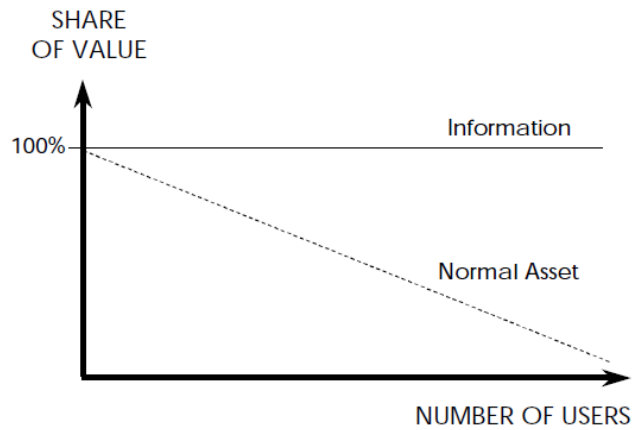 SHARE
OF VALUE
100%
Information
Normal Asset
NUMBER OF USERS